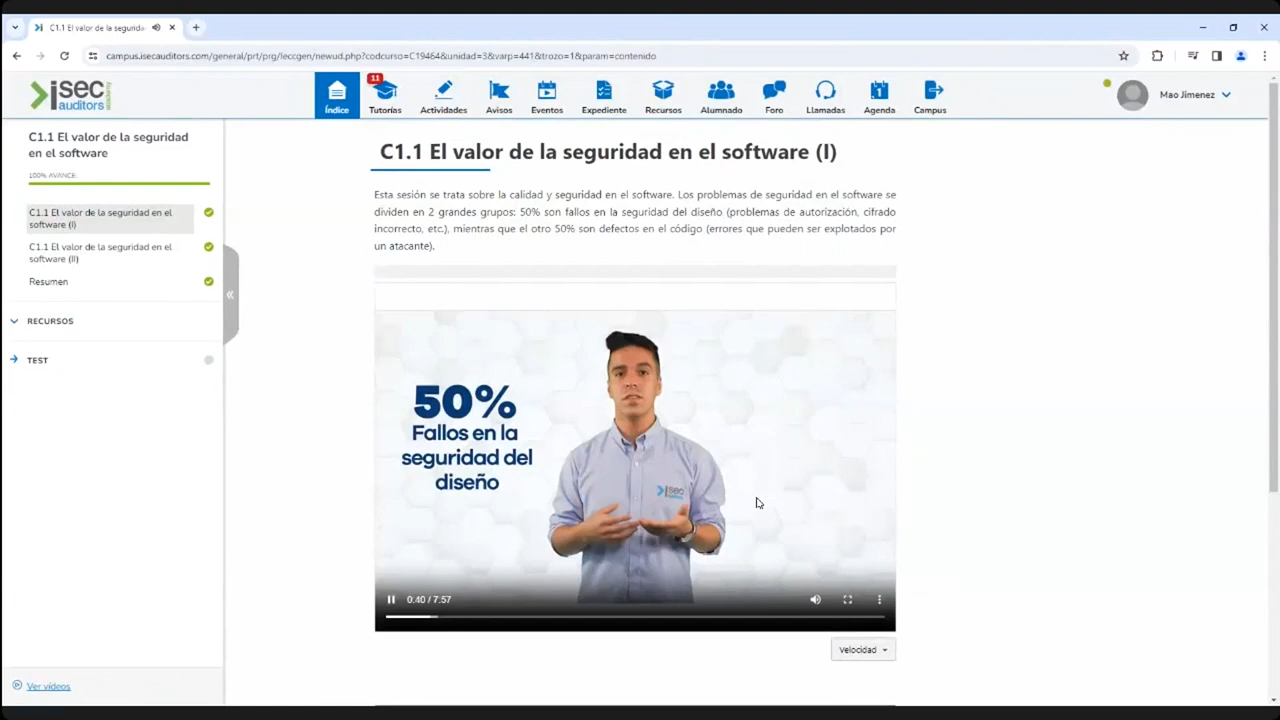 C1.1 El valor de la segurida
campus.isecauditors.com/general/prt/prg/leccgen/newud.php?codcurso=C19464&unidad=3&varp=441&trozo=1&param=contenido
isec
auditors
academy
Índice
11
Tutorías
Actividades
Avisos
Eventos
Expediente
Recursos
Alumnado
Foro
Llamadas
1
Agenda
Campus
Mao Jimenez
C1.1 El valor de la seguridad
en el software
100% AVANCE:
C1.1 El valor de la seguridad en el
software (I)
C1.1 El valor de la seguridad en el
software (II)
Resumen
RECURSOS
TEST
Ver vídeos
C1.1 El valor de la seguridad en el software (I)
Esta sesión se trata sobre la calidad y seguridad en el software. Los problemas de seguridad en el software se
dividen en 2 grandes grupos: 50% son fallos en la seguridad del diseño (problemas de autorización, cifrado
incorrecto, etc.), mientras que el otro 50% son defectos en el código (errores que pueden ser explotados por
un atacante).
50%
Fallos en la
seguridad del
diseño
isec
0:40 / 7:57
Velocidad